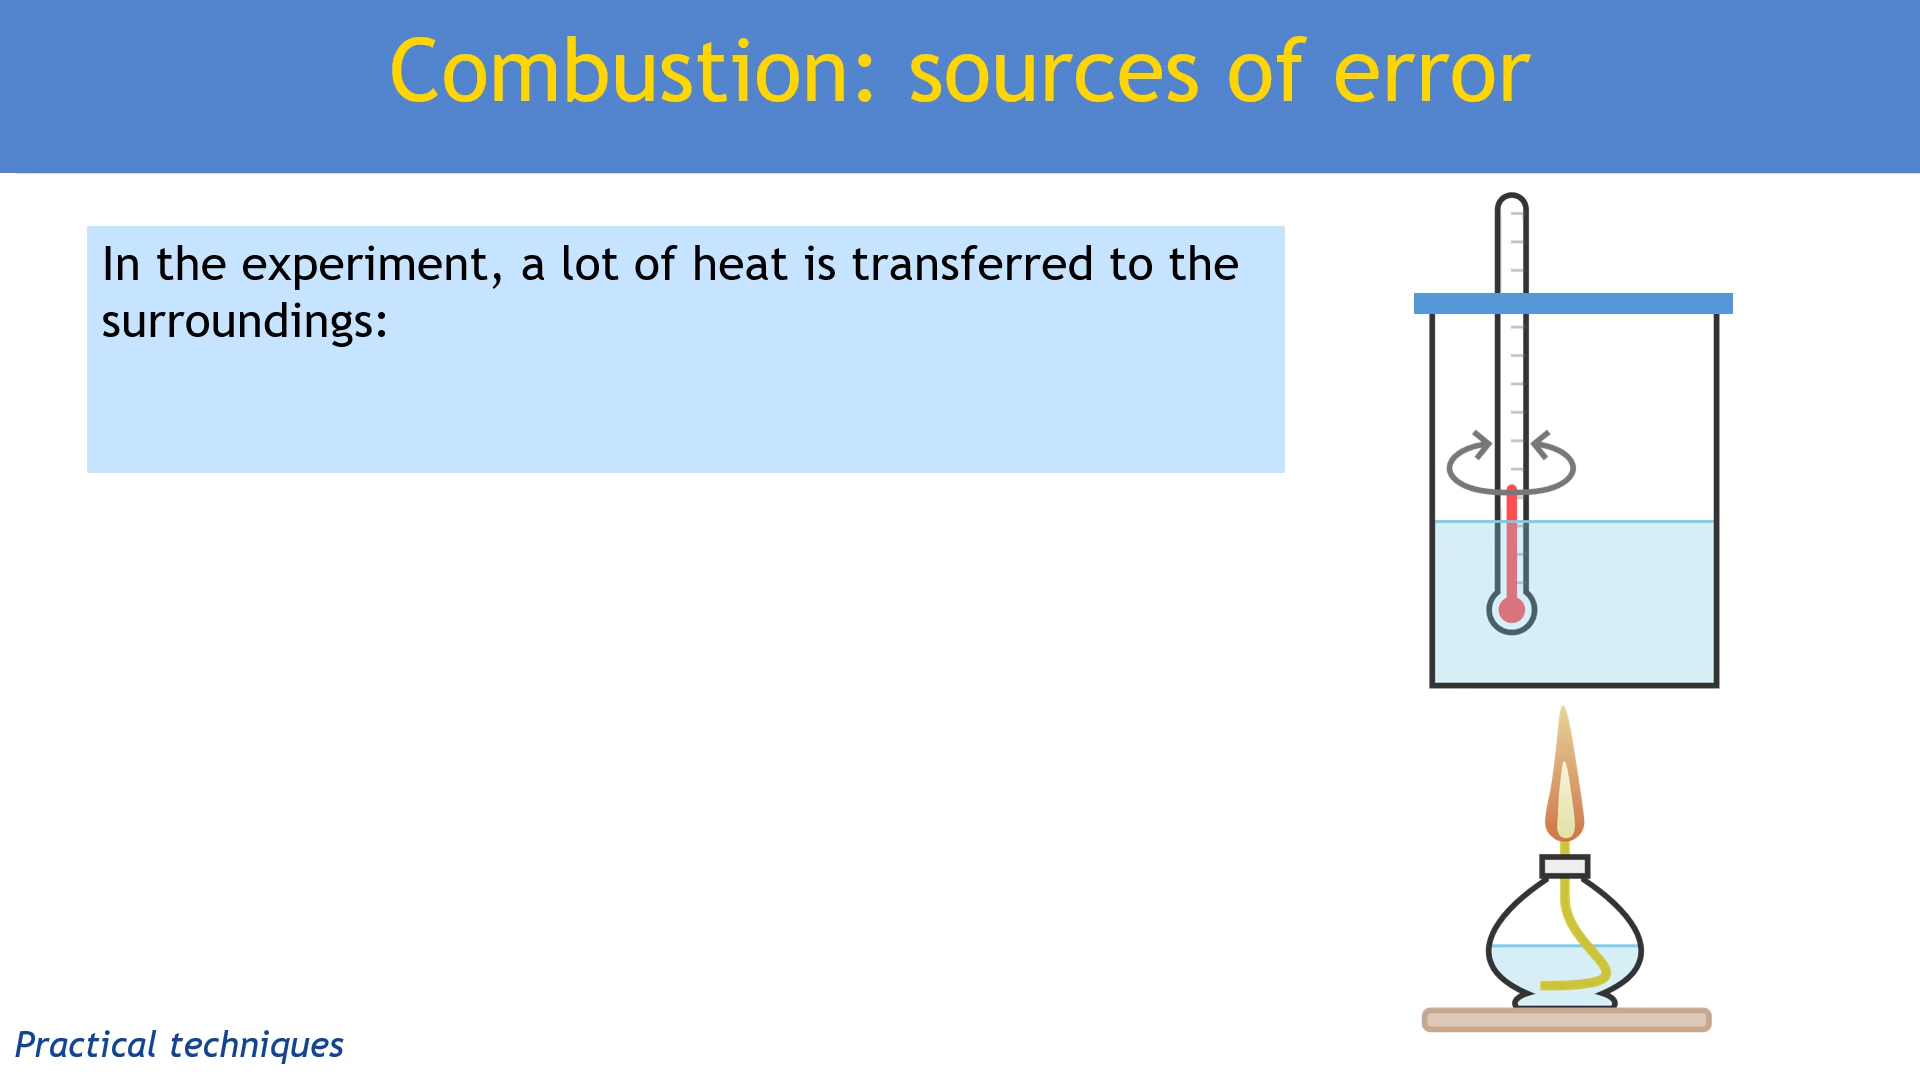 Combustion: sources of error
In the experiment, a lot of heat is transferred to the
surroundings:
Practical techniques